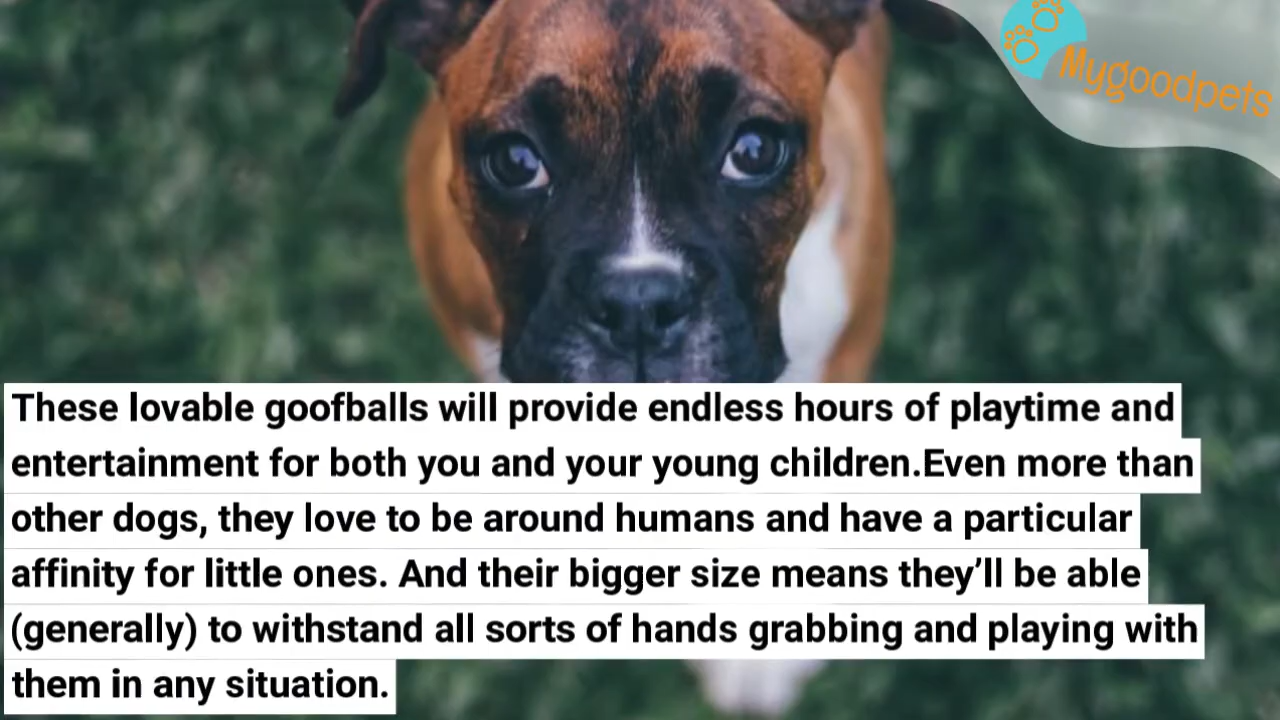 Mygoodpets
These lovable goofballs will provide endless hours of playtime and
entertainment for both you and your young children.Even more than
other dogs, they love to be around humans and have a particular
affinity for little ones. And their bigger size means they’ll be able
(generally) to withstand all sorts of hands grabbing and playing with
them in any situation.